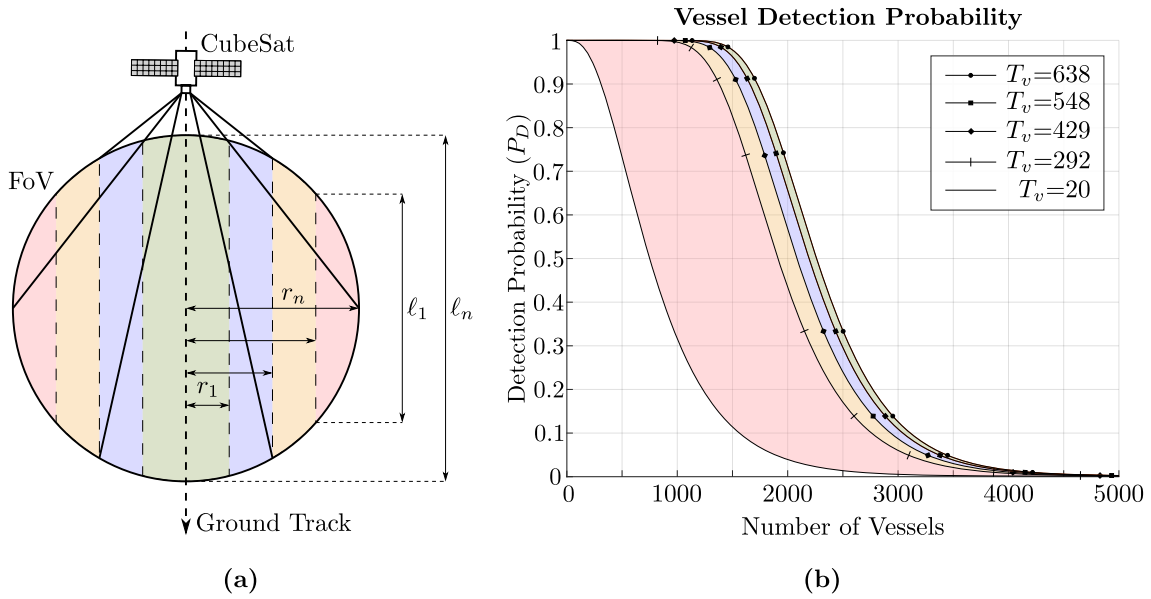 CubeSat
FoV
r_n
r_1
ℓ_1
ℓ_n
Ground Track
(a)
Vessel Detection Probability
Detection Probability (P_D)
1
0.9
0.8
0.7
0.6
0.5
0.4
0.3
0.2
0.1
0
0 1000 2000 3000 4000 5000
Number of Vessels
T_v=638
T_v=548
T_v=429
T_v=292
T_v=20
(b)